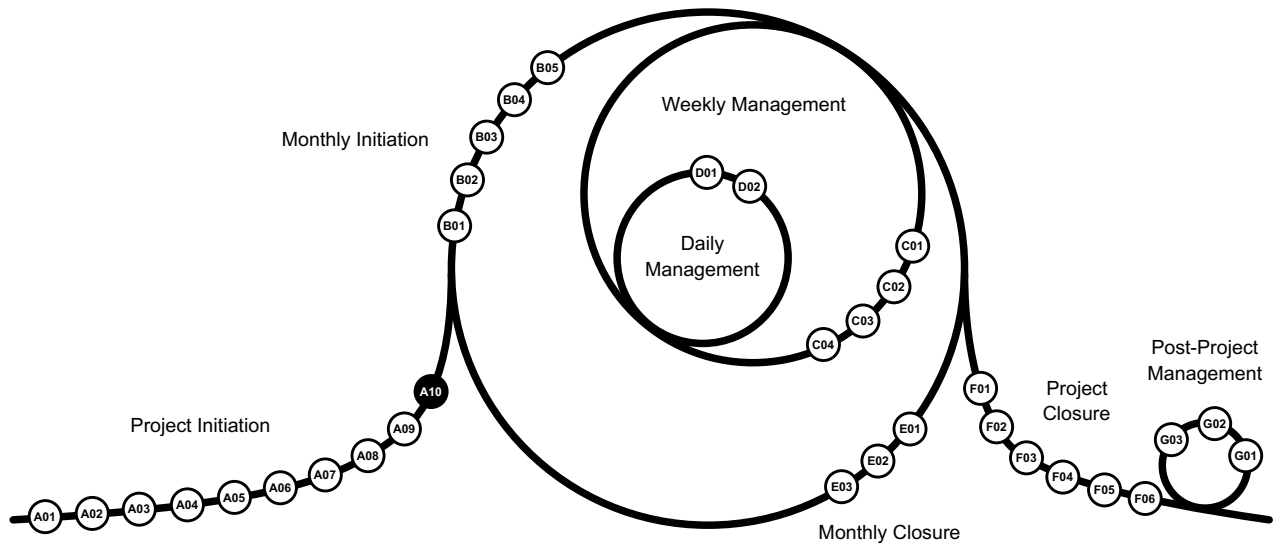 B05
B04
Weekly Management
Monthly Initiation
B03
B02
D01
D02
B01
Daily
Management
C01
C02
C03
C04
Post-Project
Management
A10
F01
Project
Closure
Project Initiation
A09
E01
F02
G02
G03
G01
A08
E02
F03
A07
F04
A06
E03
F05
A05
F06
A04
A03
A02
A01
Monthly Closure